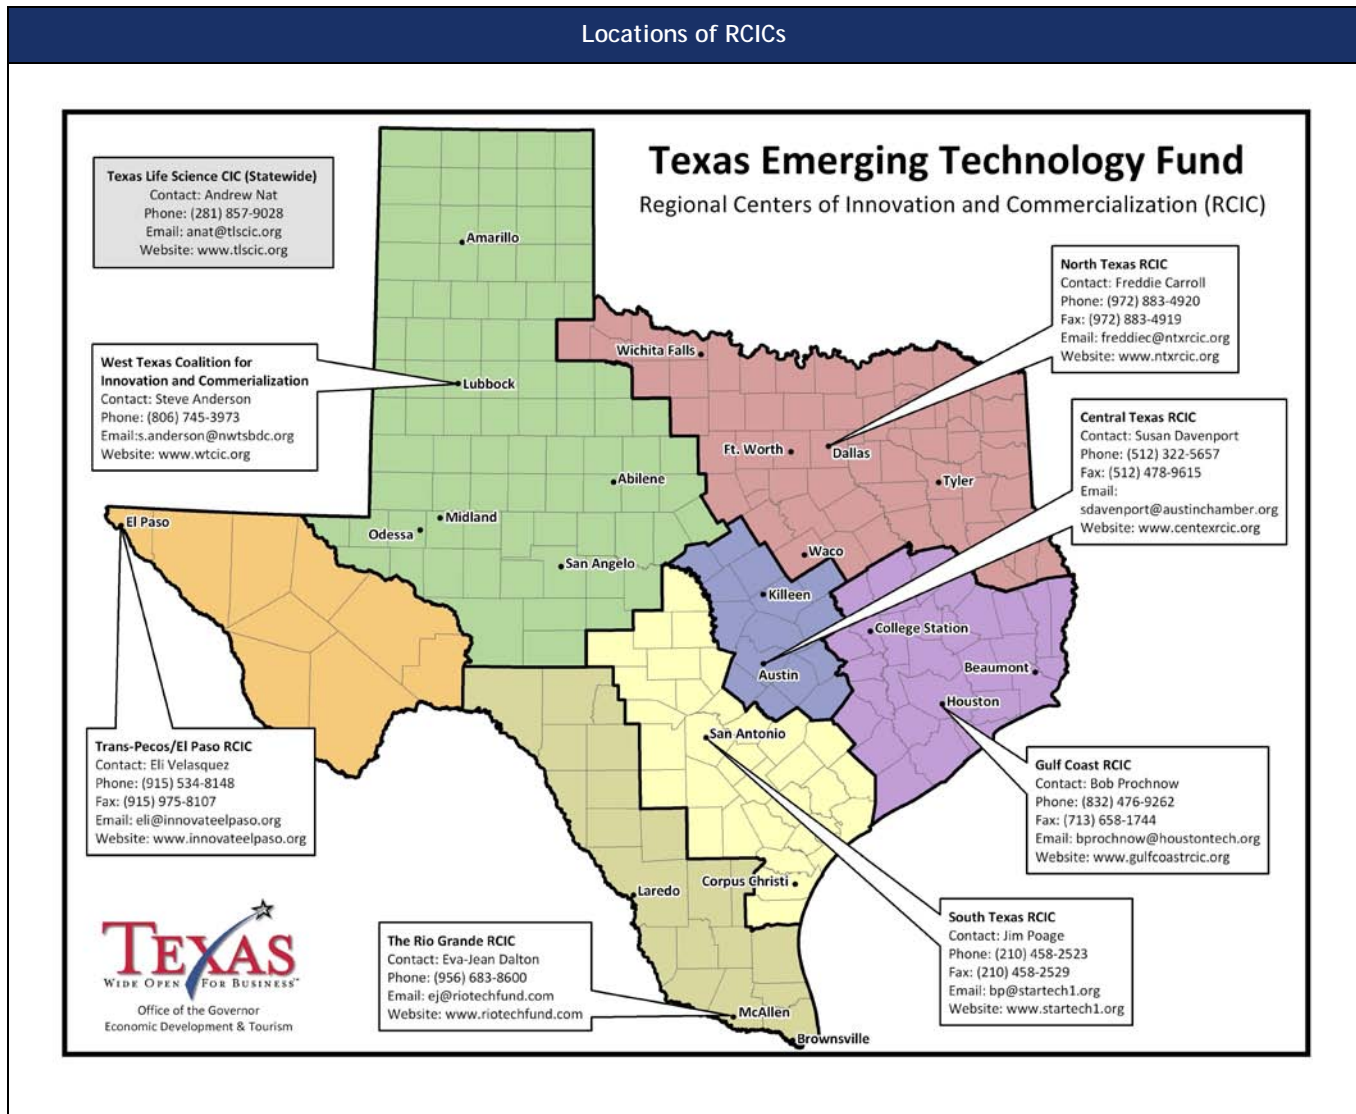 Locations of RCICs
Texas Emerging Technology Fund
Regional Centers of Innovation and Commercialization (RCIC)
Texas Life Science CIC (Statewide)
Contact: Andrew Nat
Phone: (281) 857-9028
Email: anat@tlscic.org
Website: www.tlscic.org
Amarillo
North Texas RCIC
Contact: Freddie Carroll
Phone: (972) 883-4920
Fax: (972) 883-4919
Email: freddiec@ntxrcic.org
Website: www.ntxrcic.org
West Texas Coalition for
Innovation and Commerialization
Contact: Steve Anderson
Phone: (806) 745-3973
Email:s.anderson@nwtsbdc.org
Website: www.wtcic.org
Wichita Falls
Lubbock
Central Texas RCIC
Contact: Susan Davenport
Phone: (512) 322-5657
Fax: (512) 478-9615
Email:
sdavenport@austinchamber.org
Website: www.centexrcic.org
Ft. Worth
Dallas
Abilene
Tyler
El Paso
Midland
Odessa
Waco
San Angelo
Killeen
College Station
Beaumont
Austin
Houston
San Antonio
Trans-Pecos/El Paso RCIC
Contact: Eli Velasquez
Phone: (915) 534-8148
Fax: (915) 975-8107
Email: eli@innovateelpaso.org
Website: www.innovateelpaso.org
Gulf Coast RCIC
Contact: Bob Prochnow
Phone: (832) 476-9262
Fax: (713) 658-1744
Email: bprochnow@houstontech.org
Website: www.gulfcoastrcic.org
Laredo
Corpus Christi
TEXAS
WIDE OPEN FOR BUSINESS™
Office of the Governor
Economic Development & Tourism
The Rio Grande RCIC
Contact: Eva-Jean Dalton
Phone: (956) 683-8600
Email: ej@riotechfund.com
Website: www.riotechfund.com
South Texas RCIC
Contact: Jim Poage
Phone: (210) 458-2523
Fax: (210) 458-2529
Email: bp@startech1.org
Website: www.startech1.org
McAllen
Brownsville